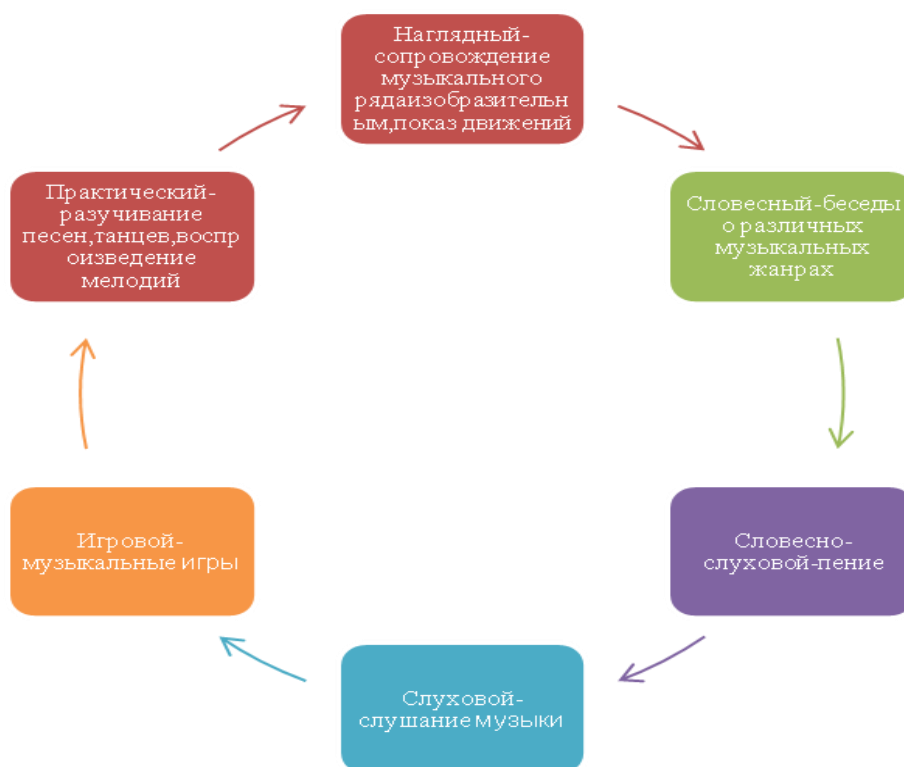 Наглядный-
сопровождение
музыкального
рядаизобразительн
ым,показ движений
Словесный-беседы
о различных
музыкальных
жанрах
Словесно-
слуховой-пение
Слуховой-
слушание музыки
Игровой-
музыкальные игры
Практический-
разучивание
песен,танцев,воспр
оизведение
мелодий